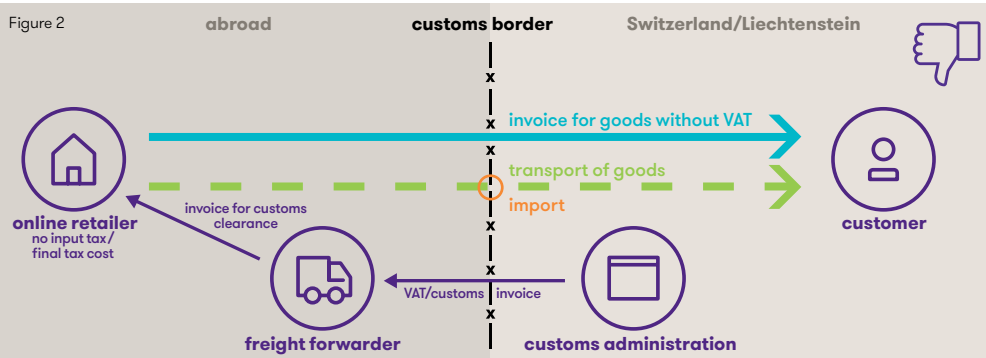 Figure 2
abroad
customs border
Switzerland/Liechtenstein
x
x
invoice for goods without VAT
x
transport of goods
import
online retailer
no input tax/
final tax cost
invoice for customs
clearance
x
customer
x
VAT/customs
invoice
x
freight forwarder
customs administration